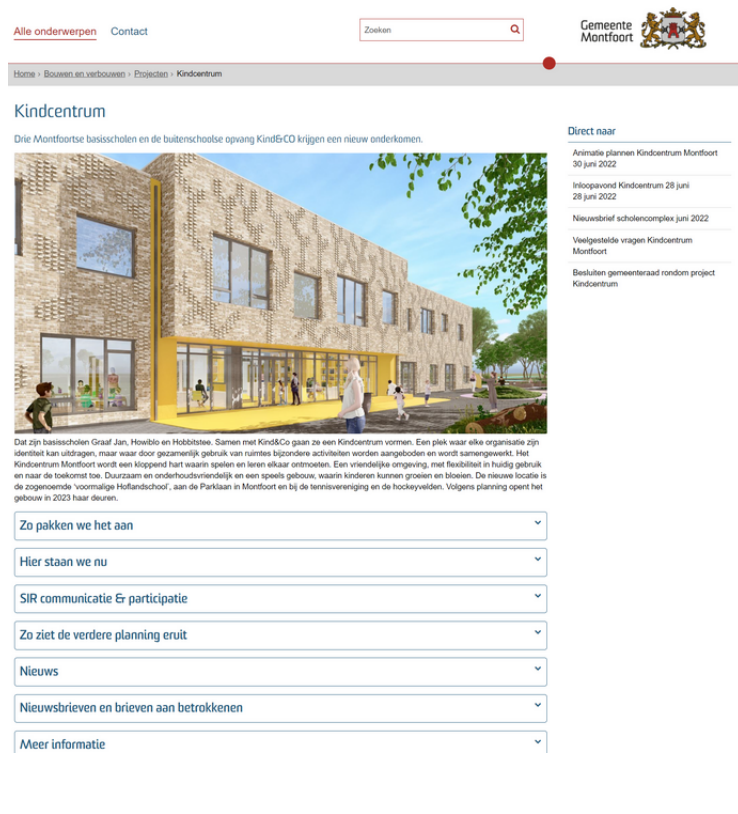 Alle onderwerpen
Contact
Zoeken
Gemeente
Montfoort
Home › Bouwen en verbouwen › Projecten › Kindcentrum
Kindcentrum
Drie Montfoortse basisscholen en de buitenschoolse opvang Kind&CO krijgen een nieuw onderkomen.
Dat zijn basisscholen Graaf Jan, Howiblo en Hobbitstee. Samen met Kind&Co gaan ze een Kindcentrum vormen. Een plek waar elke organisatie zijn
identiteit kan uitdragen, maar waar door gezamenlijk gebruik van ruimtes bijzondere activiteiten worden aangeboden en wordt samengewerkt. Het
Kindcentrum Montfoort wordt een kloppend hart waarin spelen en leren elkaar ontmoeten. Een vriendelijke omgeving, met flexibiliteit in huidig gebruik
en naar de toekomst toe. Duurzaam en onderhoudsvriendelijk en een speels gebouw, waarin kinderen kunnen groeien en bloeien. De nieuwe locatie is
de zogenoemde 'voormalige Hoflandschool', aan de Parklaan in Montfoort en bij de tennisvereniging en de hockeyvelden. Volgens planning opent het
gebouw in 2023 haar deuren.
Zo pakken we het aan
Hier staan we nu
SIR communicatie & participatie
Zo ziet de verdere planning eruit
Nieuws
Nieuwsbrieven en brieven aan betrokkenen
Meer informatie
Direct naar
Animatie plannen Kindcentrum Montfoort
30 juni 2022
Inloopavond Kindcentrum 28 juni
28 juni 2022
Nieuwsbrief scholencomplex juni 2022
Veelgestelde vragen Kindcentrum
Montfoort
Besluiten gemeenteraad rondom project
Kindcentrum